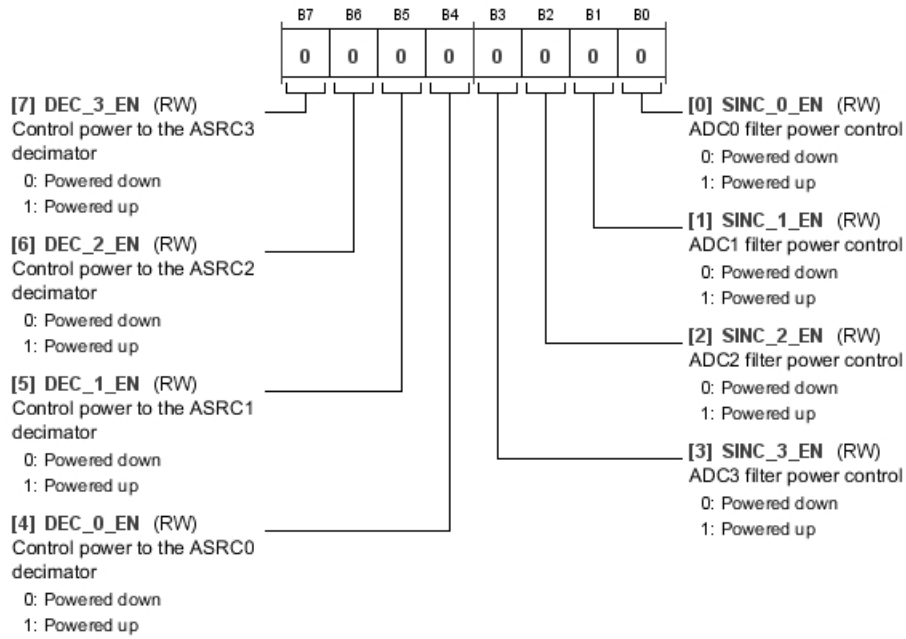 B7 B6 B5 B4 B3 B2 B1 B0
0 0 0 0 0 0 0 0
[7] DEC_3_EN (RW)
Control power to the ASRC3
decimator
0: Powered down
1: Powered up
[6] DEC_2_EN (RW)
Control power to the ASRC2
decimator
0: Powered down
1: Powered up
[5] DEC_1_EN (RW)
Control power to the ASRC1
decimator
0: Powered down
1: Powered up
[4] DEC_0_EN (RW)
Control power to the ASRC0
decimator
0: Powered down
1: Powered up
[0] SINC_0_EN (RW)
ADC0 filter power control
0: Powered down
1: Powered up
[1] SINC_1_EN (RW)
ADC1 filter power control
0: Powered down
1: Powered up
[2] SINC_2_EN (RW)
ADC2 filter power control
0: Powered down
1: Powered up
[3] SINC_3_EN (RW)
ADC3 filter power control
0: Powered down
1: Powered up